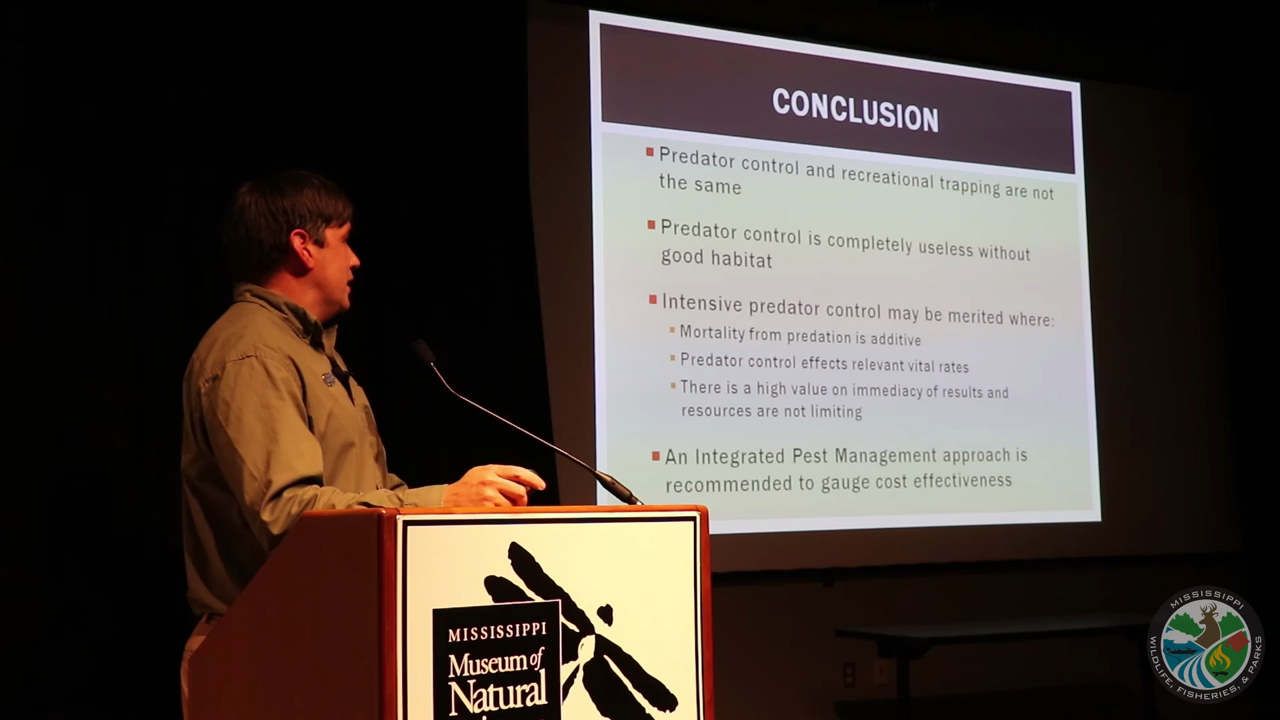 CONCLUSION
Predator control and recreational trapping are not
the same
Predator control is completely useless without
good habitat
Intensive predator control may be merited where:
Mortality from predation is additive
Predator control effects relevant vital rates
There is a high value on immediacy of results and
resources are not limiting
An Integrated Pest Management approach is
recommended to gauge cost effectiveness
MISSISSIPPI
Museum of
Natural
MISSISSIPPI
WILDLIFE, FISHERIES, & PARKS